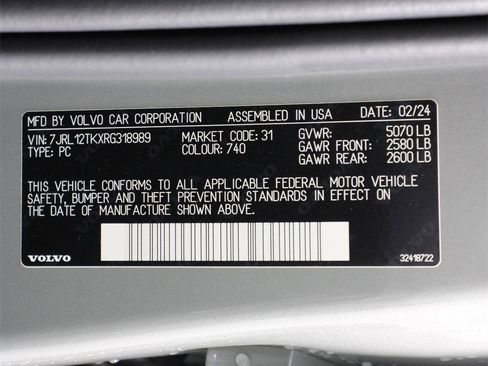 MFD BY VOLVO CAR CORPORATION ASSEMBLED IN USA DATE: 02/24
VIN: 7JRL12TKXRG318989 MARKET CODE: 31 GVWR: 5070 LB
TYPE: PC COLOUR: 740 GAWR FRONT: 2580 LB
GAWR REAR: 2600 LB
THIS VEHICLE CONFORMS TO ALL APPLICABLE FEDERAL MOTOR VEHICLE
SAFETY, BUMPER AND THEFT PREVENTION STANDARDS IN EFFECT ON
THE DATE OF MANUFACTURE SHOWN ABOVE.
VOLVO 32418722